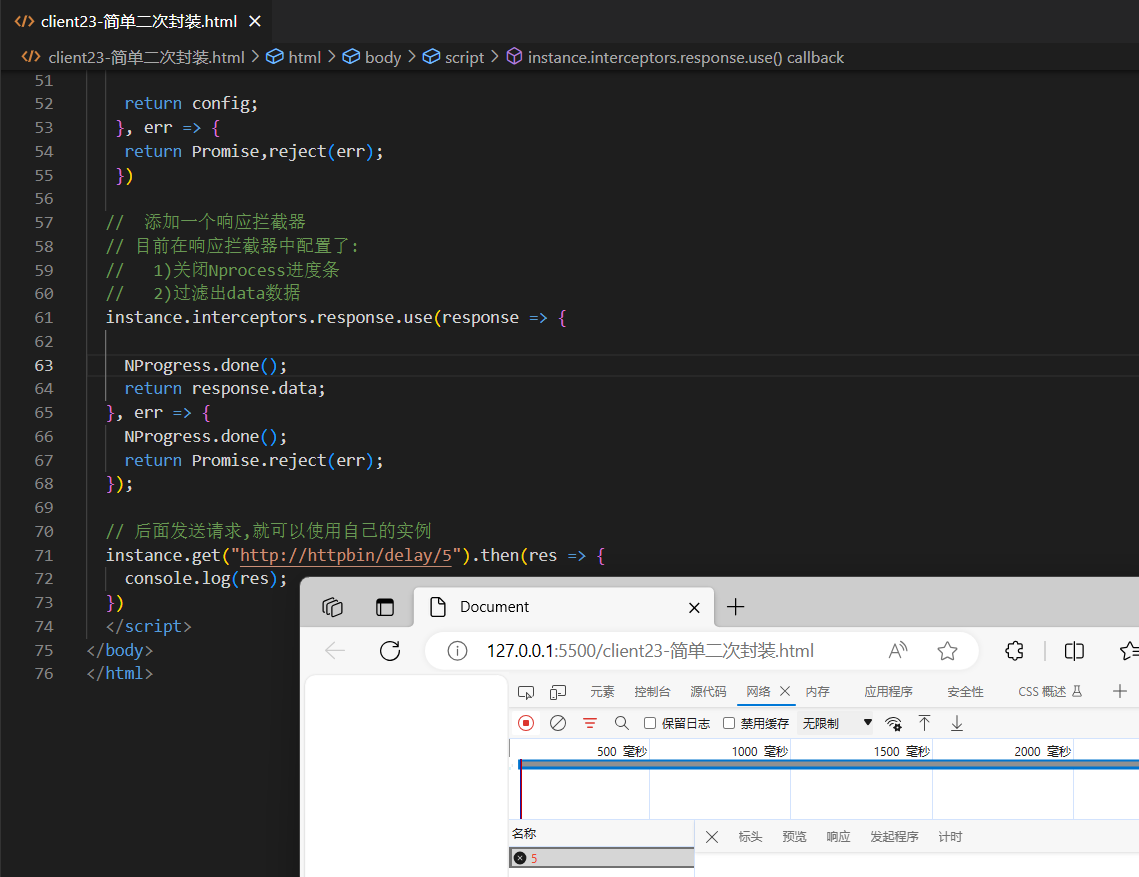 client23-简单二次封装.html
client23-简单二次封装.html > html > body > script > instance.interceptors.response.use() callback
51
52 return config;
53 }, err => {
54 return Promise,reject(err);
55 })
56
57 // 添加一个响应拦截器
58 // 目前在响应拦截器中配置了:
59 // 1)关闭Nprocess进度条
60 // 2)过滤出data数据
61 instance.interceptors.response.use(response => {
62
63 NProgress.done();
64 return response.data;
65 }, err => {
66 NProgress.done();
67 return Promise.reject(err);
68 });
69
70 // 后面发送请求,就可以使用自己的实例
71 instance.get("http://httpbin/delay/5").then(res => {
72 console.log(res);
73 })
74 </script>
75 </body>
76 </html>
Document
127.0.0.1:5500/client23-简单二次封装.html
元素 控制台 源代码 网络 内存 应用程序 安全性 CSS 概述
保留日志 禁用缓存 无限制
500 毫秒 1000 毫秒 1500 毫秒 2000 毫秒
名称 标头 预览 响应 发起程序 计时
5